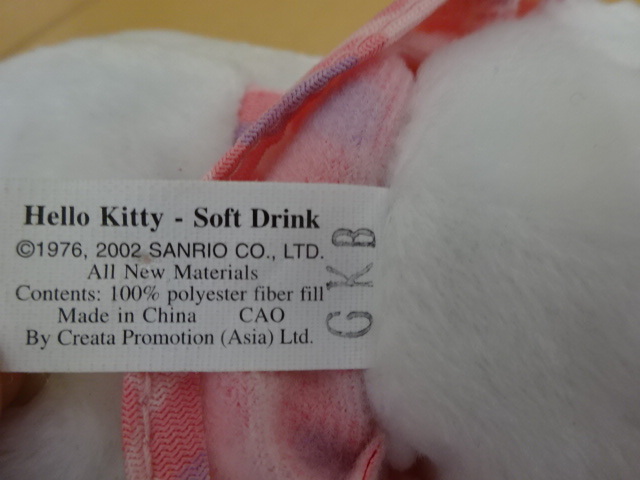 Hello Kitty - Soft Drink
©1976, 2002 SANRIO CO., LTD.
All New Materials
Contents: 100% polyester fiber fill
Made in China CAO
By Creata Promotion (Asia) Ltd.
GKB